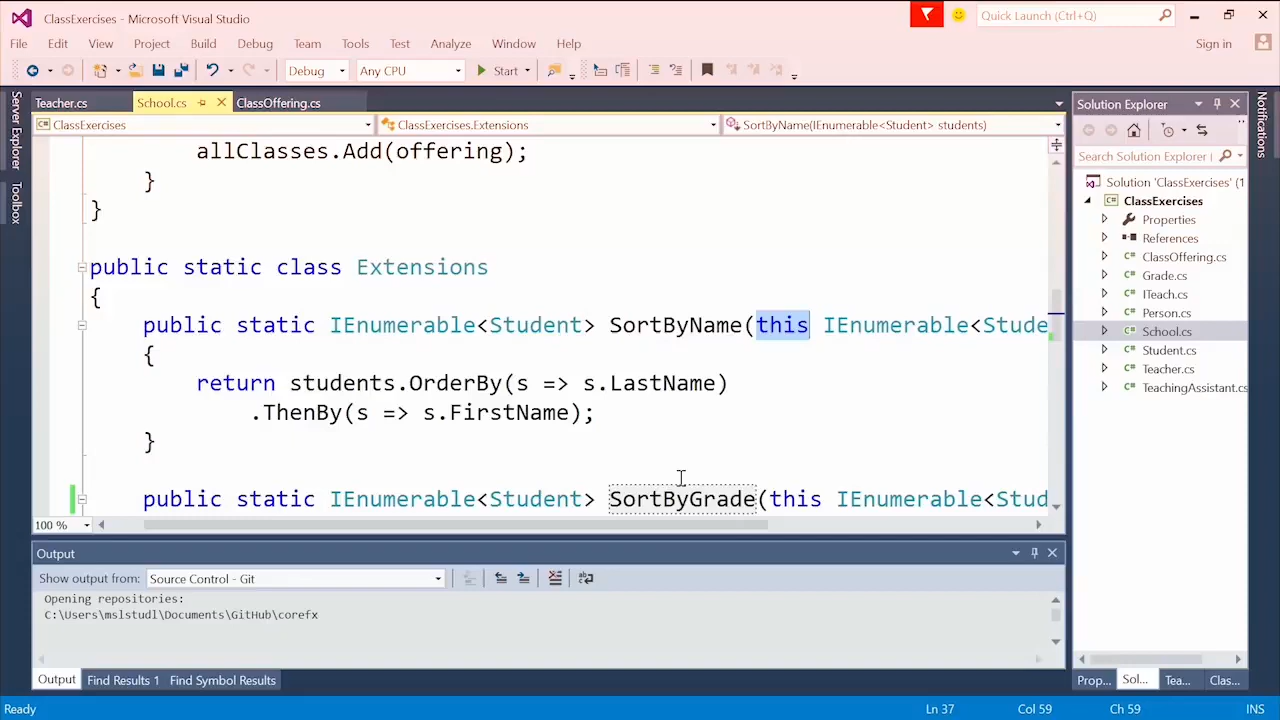 ClassExercises - Microsoft Visual Studio
Quick Launch (Ctrl+Q)
File Edit View Project Build Debug Team Tools Test Analyze Window Help
Sign in
Debug Any CPU Start
Server Explorer
Toolbox
Teacher.cs School.cs ClassOffering.cs
ClassExercises ClassExercises.Extensions SortByName(IEnumerable<Student> students)
allClasses.Add(offering);
}
}
public static class Extensions
{
public static IEnumerable<Student> SortByName(this IEnumerable<Stude
{
return students.OrderBy(s => s.LastName)
.ThenBy(s => s.FirstName);
}
public static IEnumerable<Student> SortByGrade(this IEnumerable<Stud
100 %
Output
Show output from: Source Control - Git
Opening repositories:
C:\Users\mslstudl\Documents\GitHub\corefx
Output Find Results 1 Find Symbol Results
Solution Explorer
Search Solution Explorer (
Solution 'ClassExercises' (1
ClassExercises
Properties
References
ClassOffering.cs
Grade.cs
ITeach.cs
Person.cs
School.cs
Student.cs
Teacher.cs
TeachingAssistant.cs
Prop... Sol... Tea... Clas...
Notifications
Ready Ln 37 Col 59 Ch 59 INS